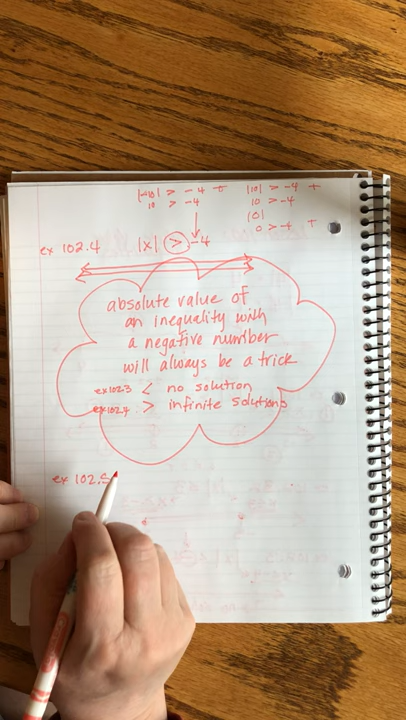 |-10| > -4 + |10| > -4 +
10 > -4 10 > -4
|0|
0 > -4 +
ex 102.4 |x| > -4
absolute value of
an inequality with
a negative number
will always be a trick
ex 102.3 < no solution
ex 102.4 > infinite solutions
ex 102.5